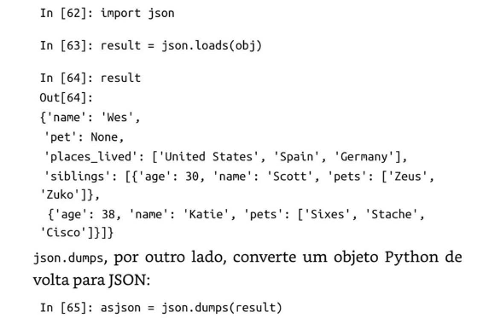 In [62]: import json
In [63]: result = json.loads(obj)
In [64]: result
Out[64]:
{'name': 'Wes',
'pet': None,
'places_lived': ['United States', 'Spain', 'Germany'],
'siblings': [{'age': 30, 'name': 'Scott', 'pets': ['Zeus',
'Zuko']},
{'age': 38, 'name': 'Katie', 'pets': ['Sixes', 'Stache',
'Cisco']}]}
json.dumps, por outro lado, converte um objeto Python de
volta para JSON:
In [65]: asjson = json.dumps(result)